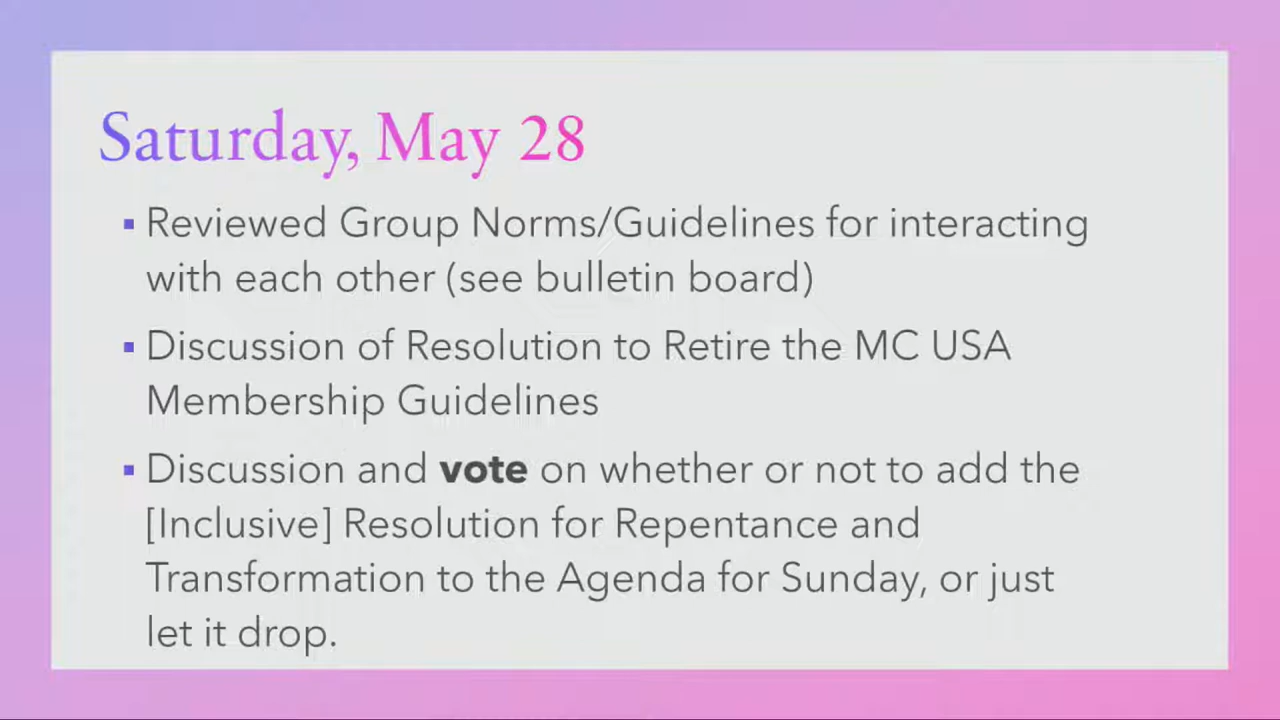 Saturday, May 28
▪ Reviewed Group Norms/Guidelines for interacting
with each other (see bulletin board)
▪ Discussion of Resolution to Retire the MC USA
Membership Guidelines
▪ Discussion and vote on whether or not to add the
[Inclusive] Resolution for Repentance and
Transformation to the Agenda for Sunday, or just
let it drop.